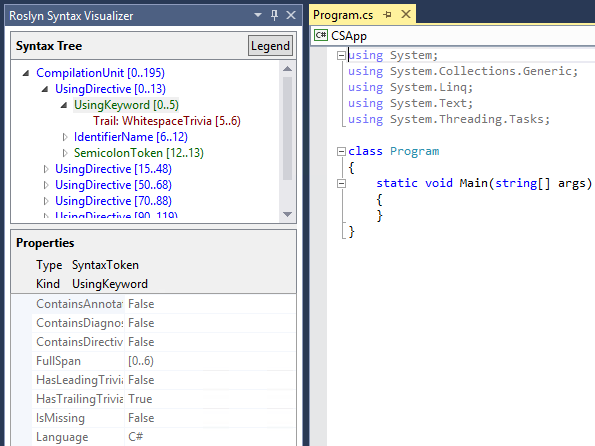 Roslyn Syntax Visualizer
Syntax Tree
Legend
CompilationUnit [0..195)
UsingDirective [0..13)
UsingKeyword [0..5)
Trail: WhitespaceTrivia [5..6)
IdentifierName [6..12)
SemicolonToken [12..13)
UsingDirective [15..48)
UsingDirective [50..68)
UsingDirective [70..88)
UsingDirective [90..119)
Properties
Type SyntaxToken
Kind UsingKeyword
ContainsAnnotat False
ContainsDiagnos False
ContainsDirectiv False
FullSpan [0..6)
HasLeadingTrivia False
HasTrailingTrivia True
IsMissing False
Language C#
Program.cs
C# CSApp
using System;
using System.Collections.Generic;
using System.Linq;
using System.Text;
using System.Threading.Tasks;
class Program
{
static void Main(string[] args)
{
}
}